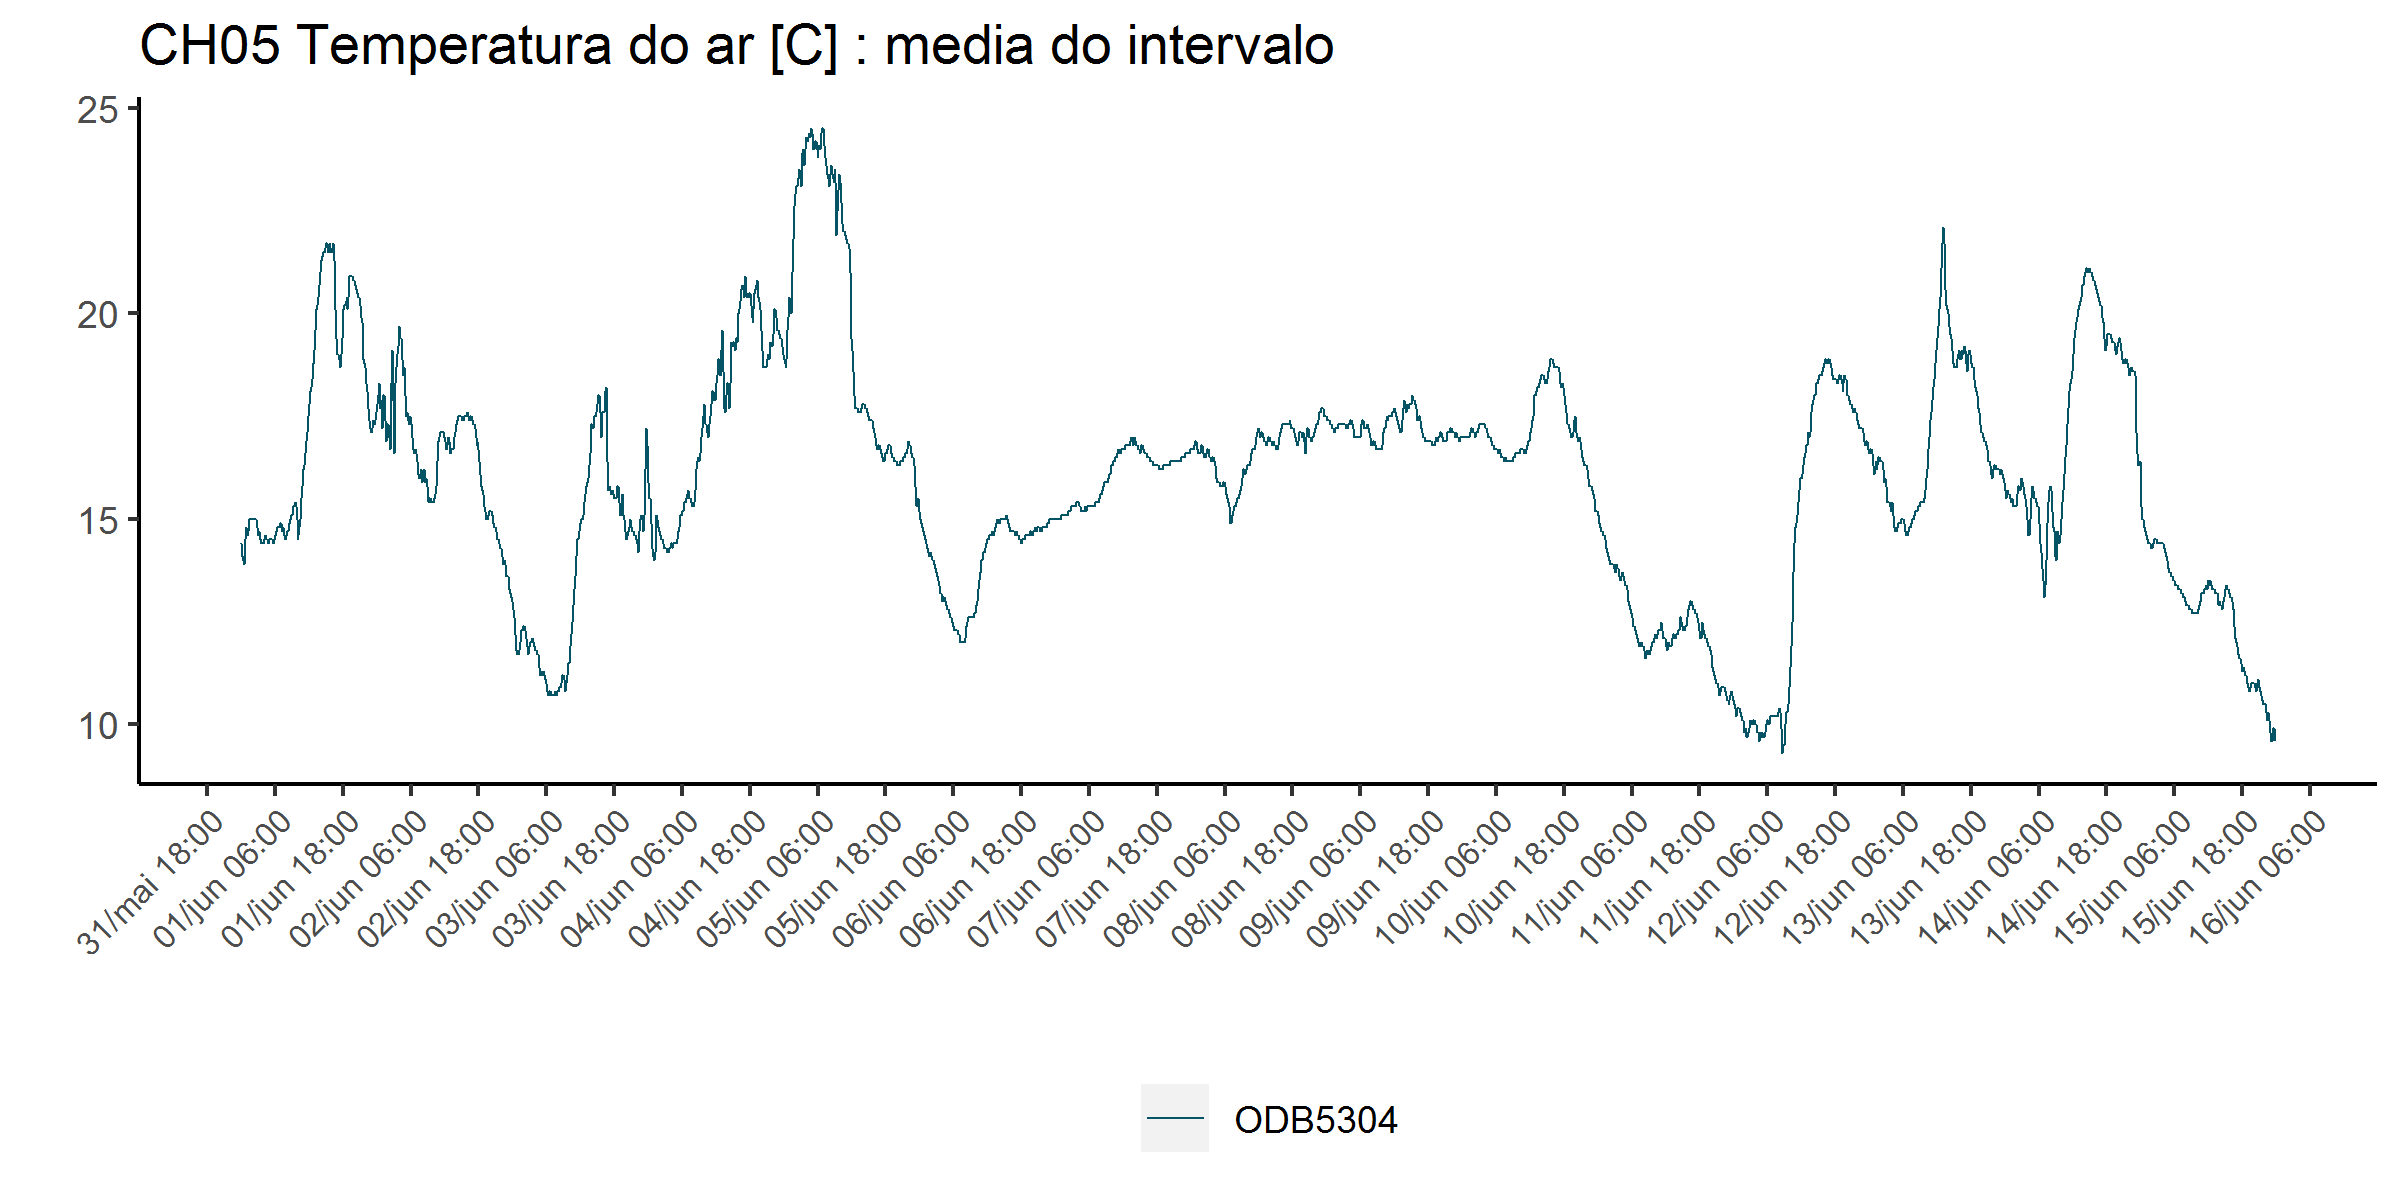 CH05 Temperatura do ar [C] : media do intervalo
25
20
15
10
31/mai 18:00
01/jun 06:00
01/jun 18:00
02/jun 06:00
02/jun 18:00
03/jun 06:00
03/jun 18:00
04/jun 06:00
04/jun 18:00
05/jun 06:00
05/jun 18:00
06/jun 06:00
06/jun 18:00
07/jun 06:00
07/jun 18:00
08/jun 06:00
08/jun 18:00
09/jun 06:00
09/jun 18:00
10/jun 06:00
10/jun 18:00
11/jun 06:00
11/jun 18:00
12/jun 06:00
12/jun 18:00
13/jun 06:00
13/jun 18:00
14/jun 06:00
14/jun 18:00
15/jun 06:00
15/jun 18:00
16/jun 06:00
ODB5304